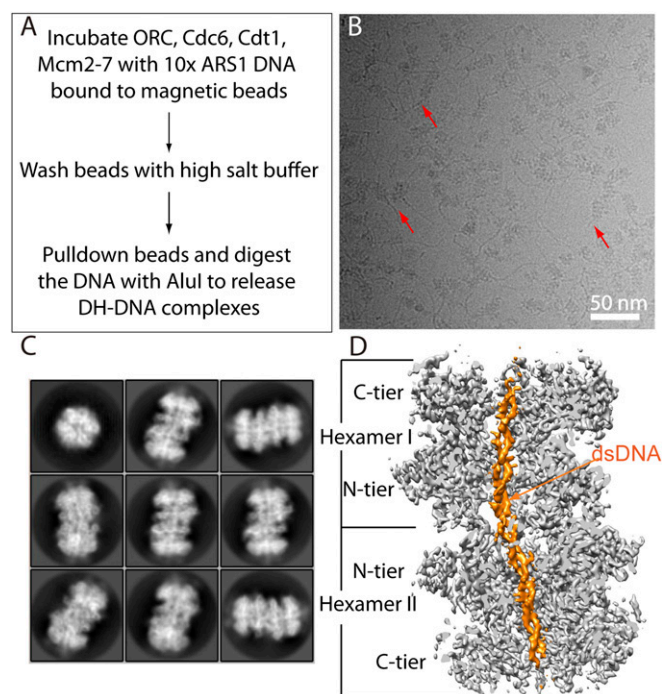 A
Incubate ORC, Cdc6, Cdt1,
Mcm2-7 with 10x ARS1 DNA
bound to magnetic beads
Wash beads with high salt buffer
Pulldown beads and digest
the DNA with AluI to release
DH-DNA complexes
B
50 nm
C
D
C-tier
Hexamer I
dsDNA
N-tier
N-tier
Hexamer II
C-tier